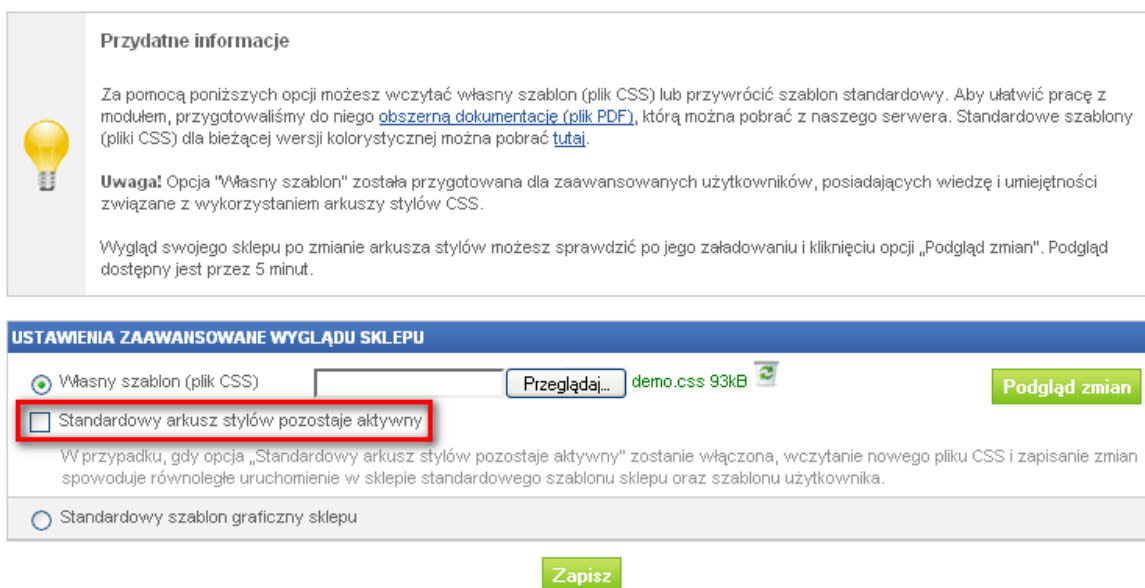 Przydatne informacje
Za pomocą poniższych opcji możesz wczytać własny szablon (plik CSS) lub przywrócić szablon standardowy. Aby ułatwić pracę z
modułem, przygotowaliśmy do niego obszerną dokumentację (plik PDF), którą można pobrać z naszego serwera. Standardowe szablony
(pliki CSS) dla bieżącej wersji kolorystycznej można pobrać tutaj.
Uwaga! Opcja "Własny szablon" została przygotowana dla zaawansowanych użytkowników, posiadających wiedzę i umiejętności
związane z wykorzystaniem arkuszy stylów CSS.
Wygląd swojego sklepu po zmianie arkusza stylów możesz sprawdzić po jego załadowaniu i kliknięciu opcji „Podgląd zmian". Podgląd
dostępny jest przez 5 minut.
USTAWIENIA ZAAWANSOWANE WYGLĄDU SKLEPU
Własny szablon (plik CSS) Przeglądaj... demo.css 93kB Podgląd zmian
Standardowy arkusz stylów pozostaje aktywny
W przypadku, gdy opcja „Standardowy arkusz stylów pozostaje aktywny" zostanie włączona, wczytanie nowego pliku CSS i zapisanie zmian
spowoduje równoległe uruchomienie w sklepie standardowego szablonu sklepu oraz szablonu użytkownika.
Standardowy szablon graficzny sklepu
Zapisz